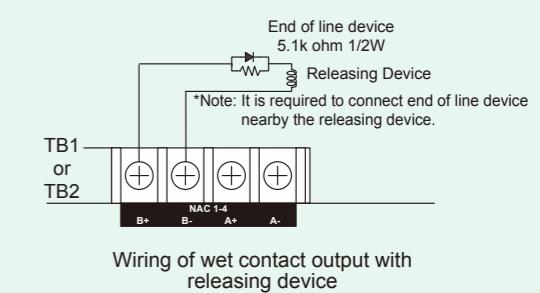 End of line device
5.1k ohm 1/2W
Releasing Device
*Note: It is required to connect end of line device
nearby the releasing device.
TB1
or
TB2
NAC 1-4
B+ B- A+ A-
Wiring of wet contact output with
releasing device